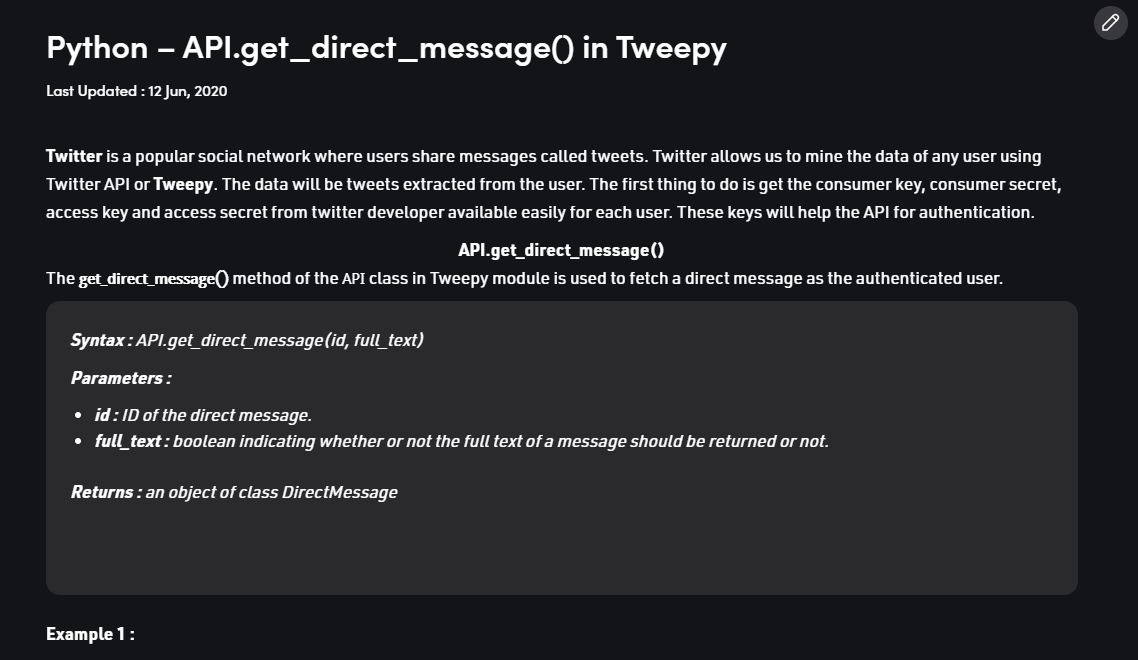 Python – API.get_direct_message() in Tweepy
Last Updated : 12 Jun, 2020
Twitter is a popular social network where users share messages called tweets. Twitter allows us to mine the data of any user using
Twitter API or Tweepy. The data will be tweets extracted from the user. The first thing to do is get the consumer key, consumer secret,
access key and access secret from twitter developer available easily for each user. These keys will help the API for authentication.
API.get_direct_message()
The get_direct_message() method of the API class in Tweepy module is used to fetch a direct message as the authenticated user.
Syntax : API.get_direct_message(id, full_text)
Parameters :
• id : ID of the direct message.
• full_text : boolean indicating whether or not the full text of a message should be returned or not.
Returns : an object of class DirectMessage
Example 1 :